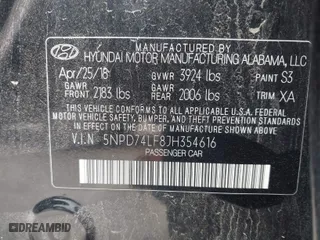 MANUFACTURED BY
HYUNDAI MOTOR MANUFACTURING ALABAMA, LLC
Apr/25/18 GVWR 3924 lbs PAINT S3
GAWR FRONT 2183 lbs GAWR REAR 2006 lbs TRIM XA
THIS VEHICLE CONFORMS TO ALL APPLICABLE U.S.
FEDERAL MOTOR VEHICLE SAFETY, BUMPER, AND THEFT
PREVENTION STANDARDS IN EFFECT ON THE DATE OF
MANUFACTURE SHOWN ABOVE.
V.I.N 5NPD74LF8JH354616
PASSENGER CAR
DREAMBID